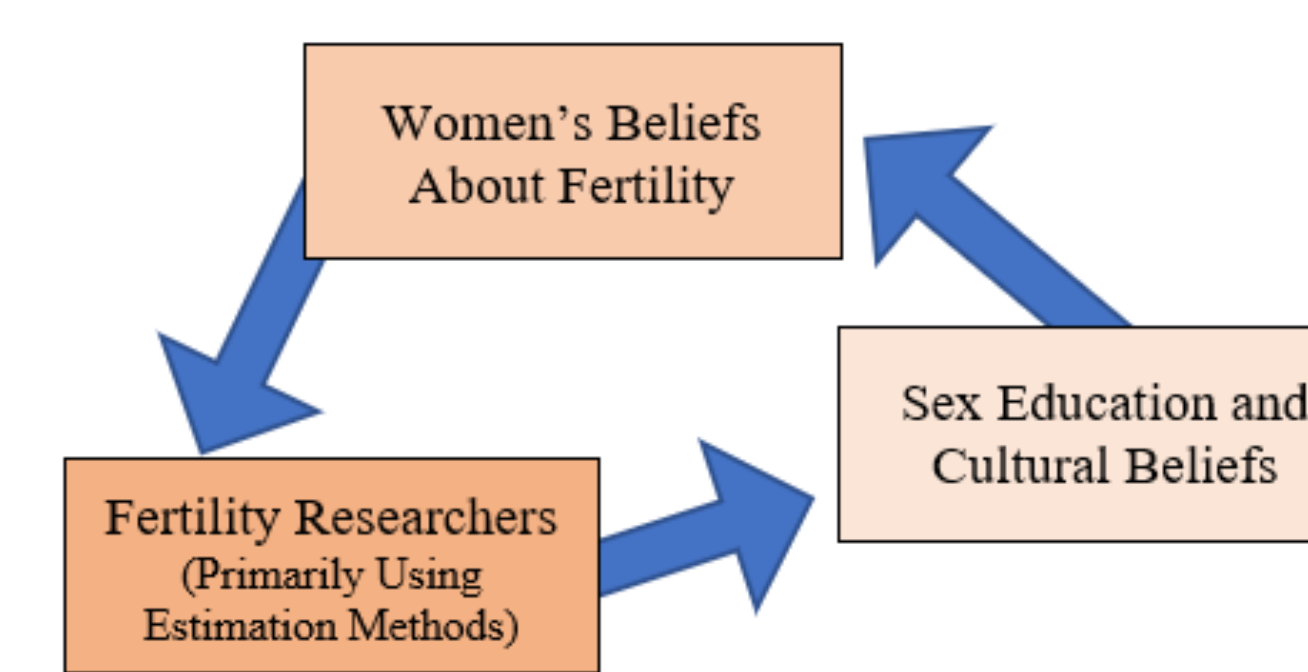 Women’s Beliefs
About Fertility
Sex Education and
Cultural Beliefs
Fertility Researchers
(Primarily Using
Estimation Methods)